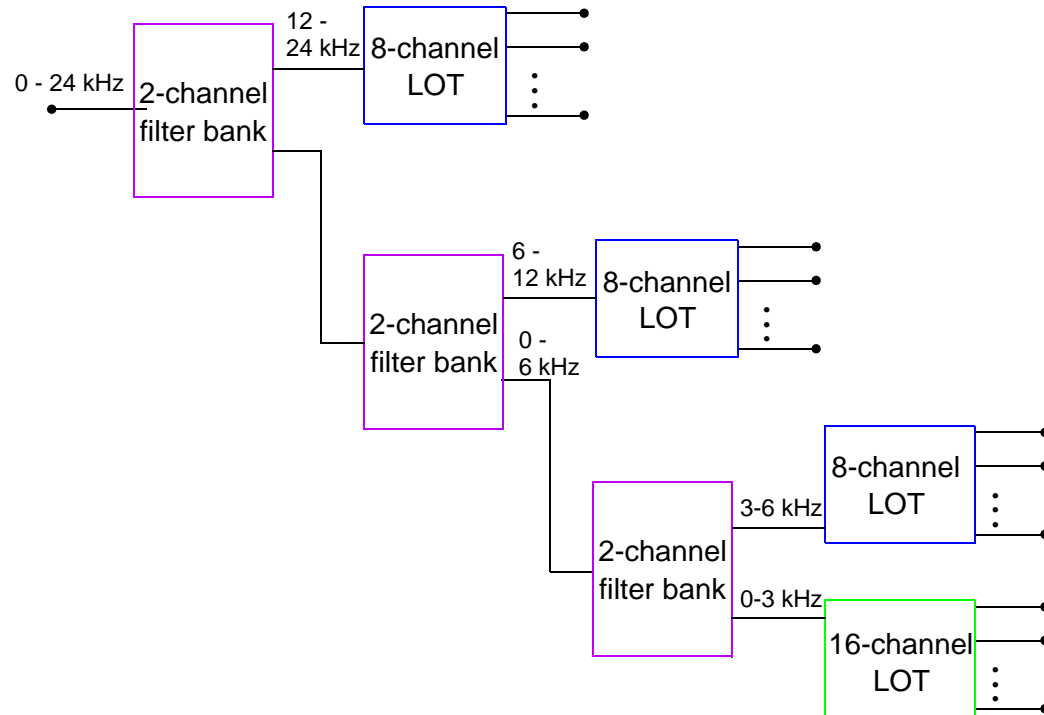 0 - 24 kHz
2-channel
filter bank
12 -
24 kHz
8-channel
LOT
2-channel
filter bank
6 -
12 kHz
0 -
6 kHz
8-channel
LOT
2-channel
filter bank
3-6 kHz
0-3 kHz
8-channel
LOT
16-channel
LOT